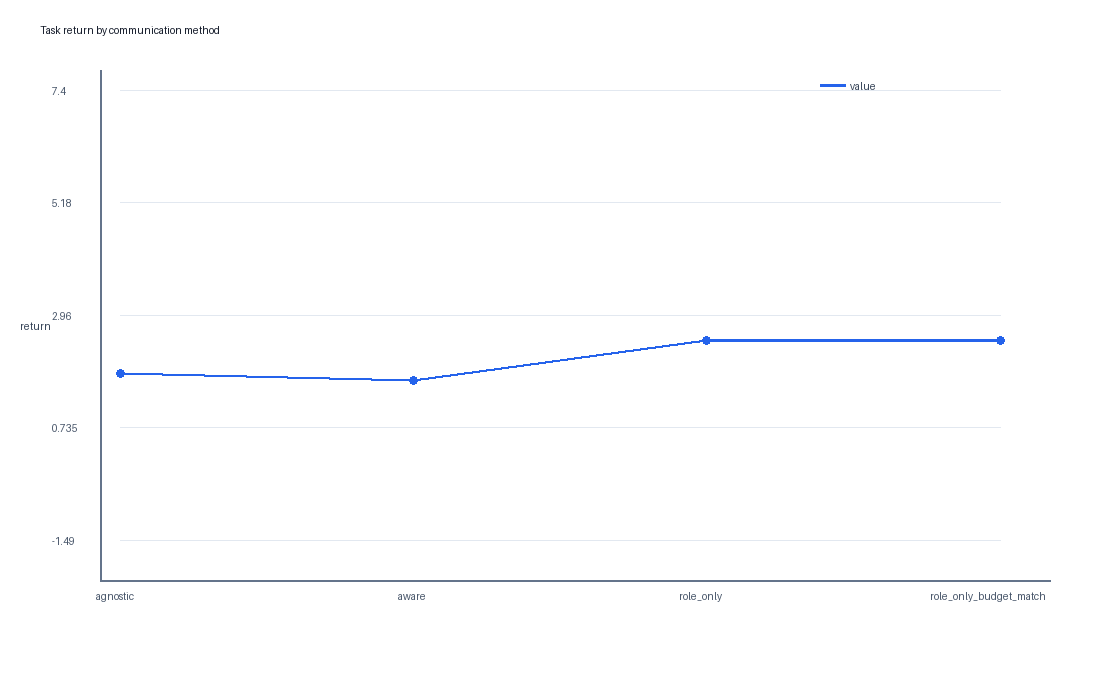 Task return by communication method
value
7.4
5.18
2.96
return
0.735
-1.49
agnostic
aware
role_only
role_only_budget_match